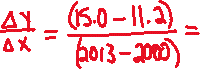 ΔY/ΔX = (15.0 - 11.2)/(2013 - 2000) =